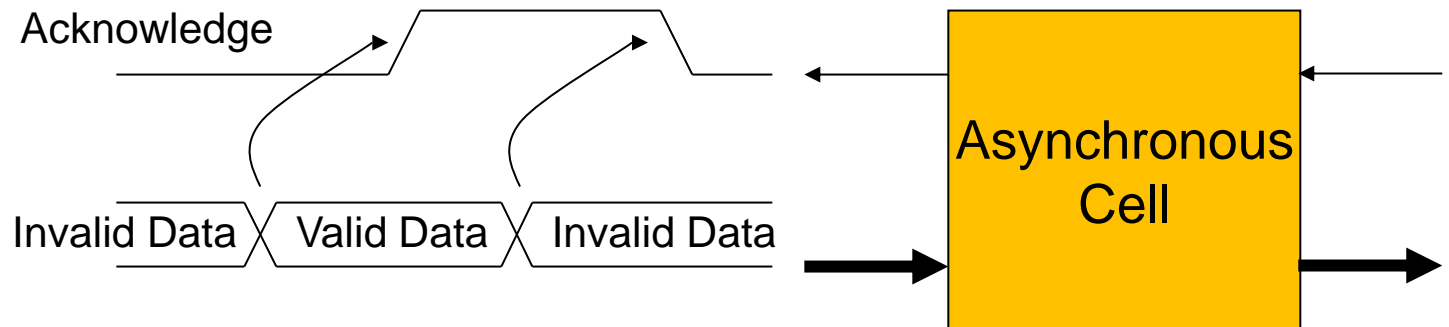 Acknowledge
Asynchronous
Cell
Invalid Data
Valid Data
Invalid Data